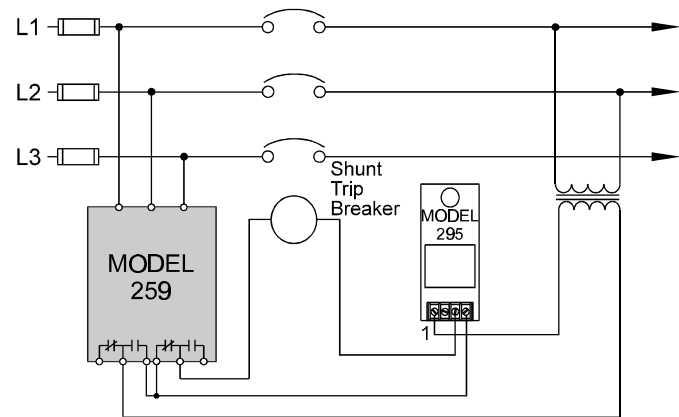 L1
L2
L3
Shunt
Trip
Breaker
MODEL
259
MODEL
295
1